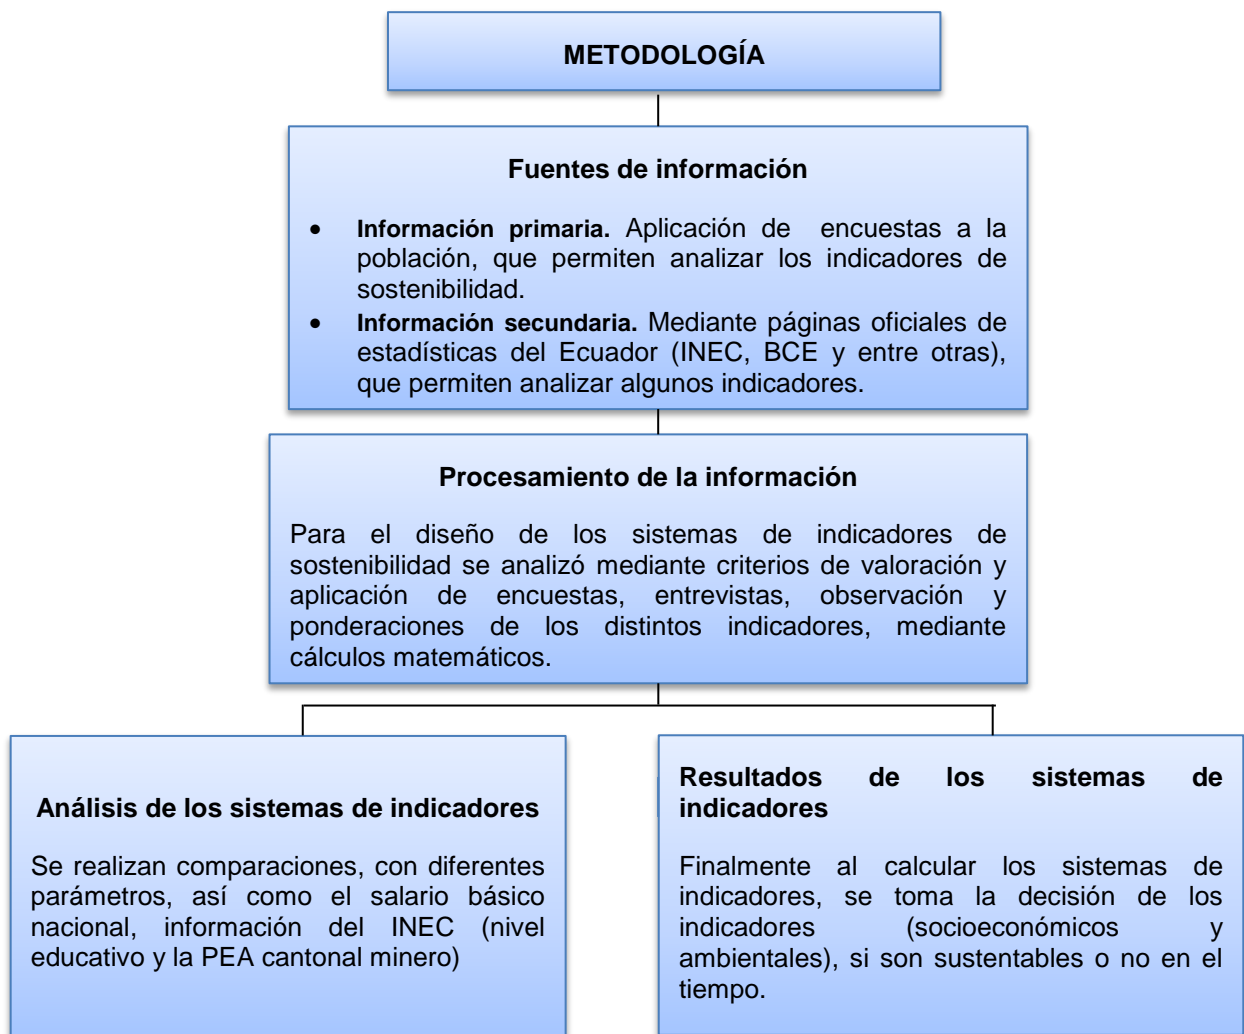 METODOLOGÍA
Fuentes de información
• Información primaria. Aplicación de encuestas a la
población, que permiten analizar los indicadores de
sostenibilidad.
• Información secundaria. Mediante páginas oficiales de
estadísticas del Ecuador (INEC, BCE y entre otras),
que permiten analizar algunos indicadores.
Procesamiento de la información
Para el diseño de los sistemas de indicadores de
sostenibilidad se analizó mediante criterios de valoración y
aplicación de encuestas, entrevistas, observación y
ponderaciones de los distintos indicadores, mediante
cálculos matemáticos.
Análisis de los sistemas de indicadores
Se realizan comparaciones, con diferentes
parámetros, así como el salario básico
nacional, información del INEC (nivel
educativo y la PEA cantonal minero)
Resultados de los sistemas de
indicadores
Finalmente al calcular los sistemas de
indicadores, se toma la decisión de los
indicadores (socioeconómicos y
ambientales), si son sustentables o no en el
tiempo.